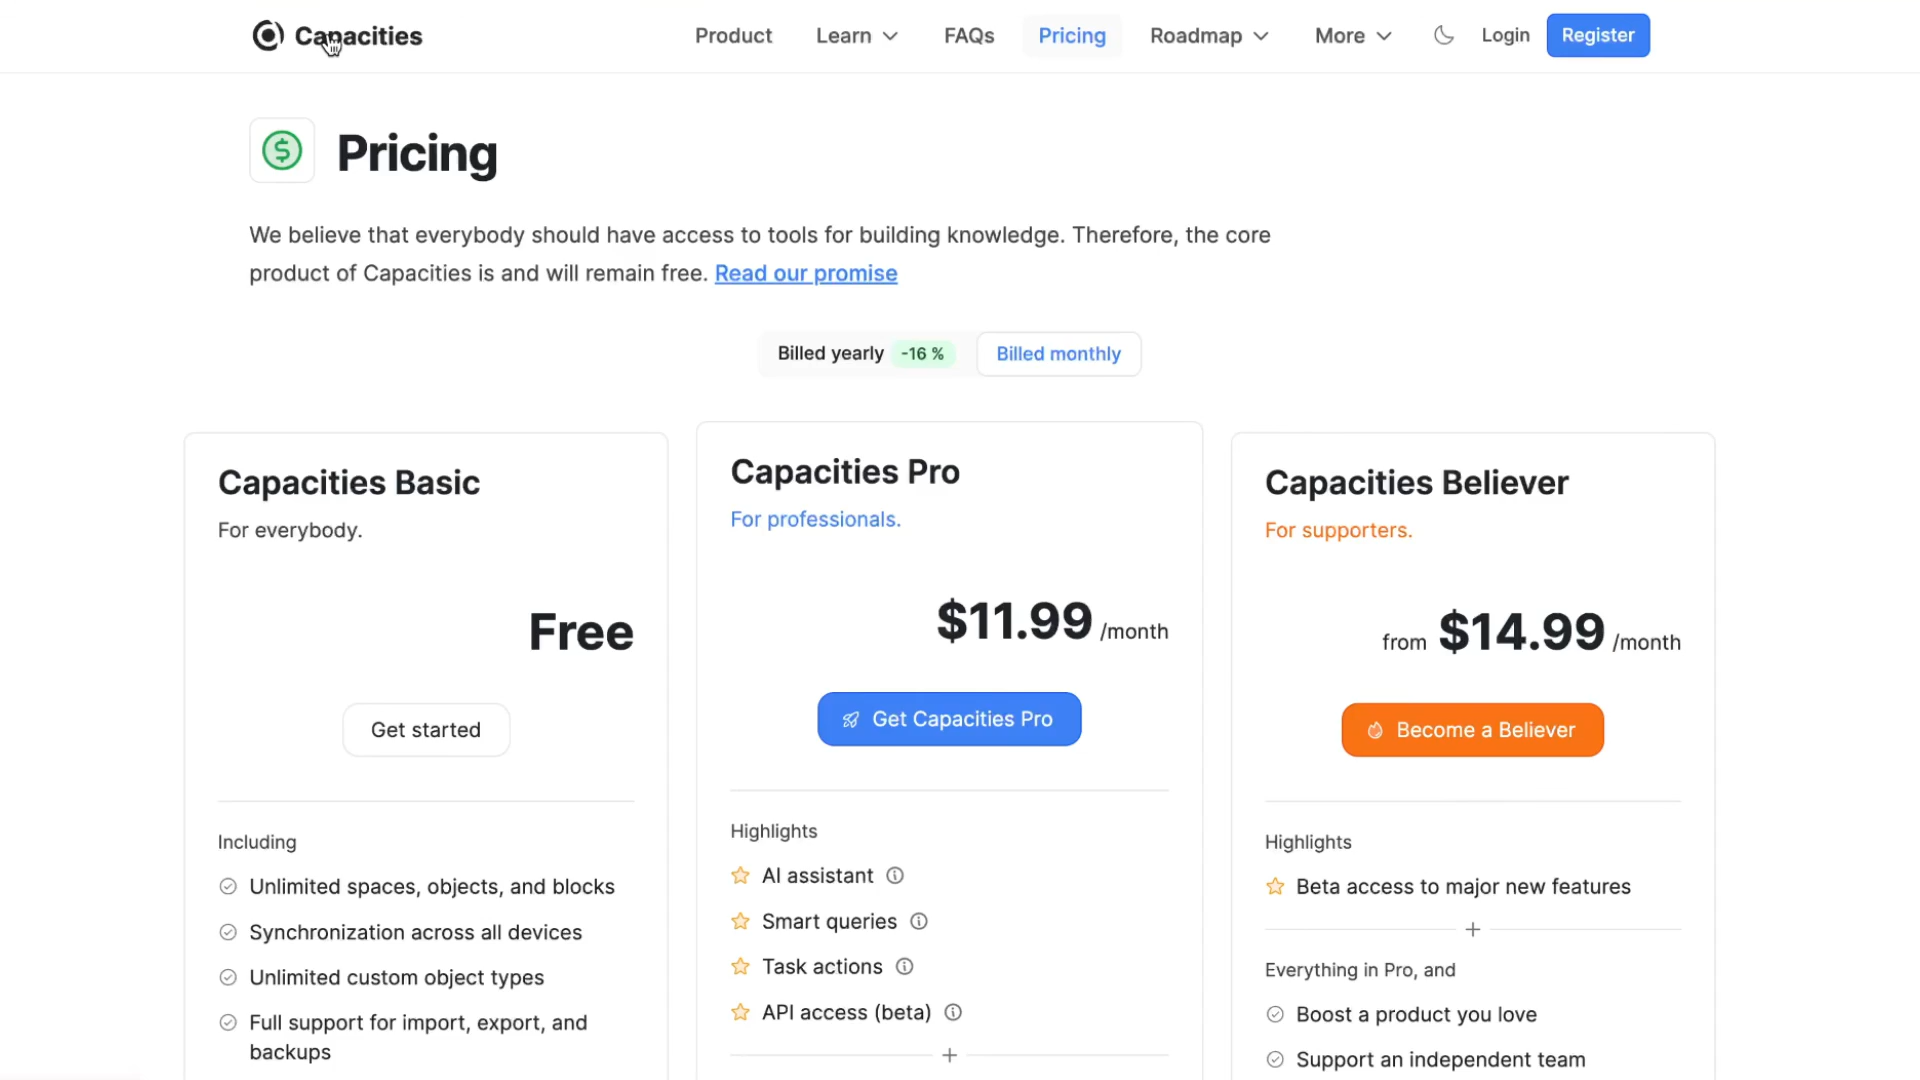 Capacities
Product
Learn
FAQs
Pricing
Roadmap
More
Login
Register
Pricing
We believe that everybody should have access to tools for building knowledge. Therefore, the core
product of Capacities is and will remain free. Read our promise
Billed yearly -16 %
Billed monthly
Capacities Basic
For everybody.
Free
Get started
Including
Unlimited spaces, objects, and blocks
Synchronization across all devices
Unlimited custom object types
Full support for import, export, and
backups
Capacities Pro
For professionals.
$11.99 /month
Get Capacities Pro
Highlights
AI assistant
Smart queries
Task actions
API access (beta)
Capacities Believer
For supporters.
from $14.99 /month
Become a Believer
Highlights
Beta access to major new features
Everything in Pro, and
Boost a product you love
Support an independent team